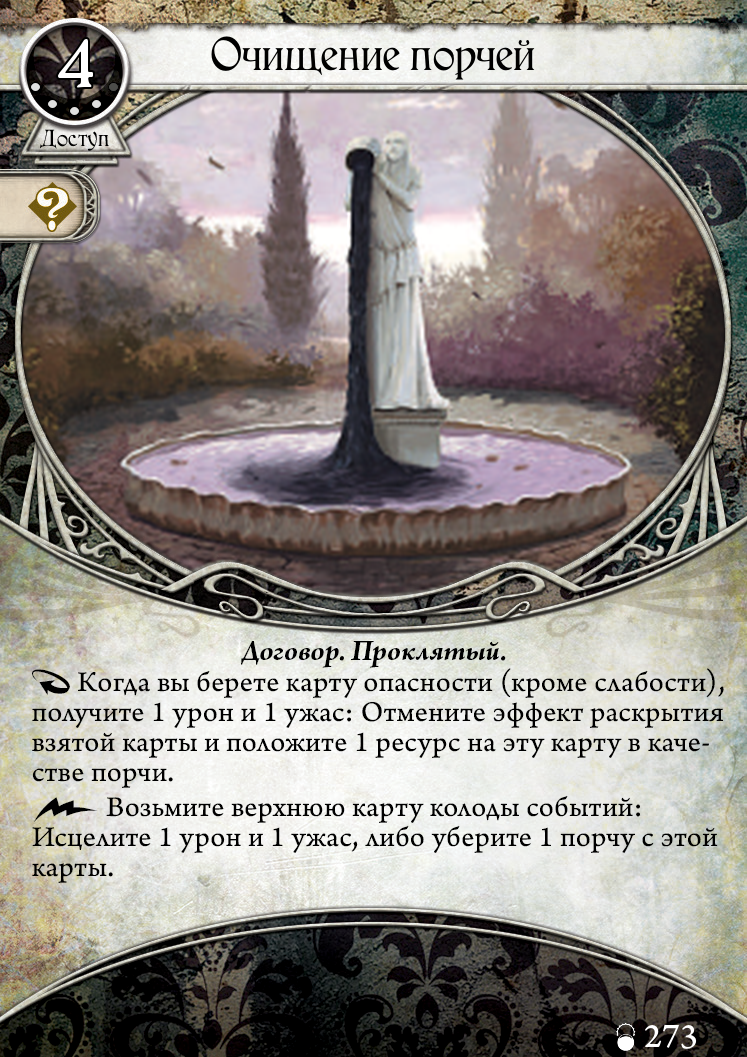 4
Очищение порчей
Доступ
?
Договор. Проклятый.
Когда вы берете карту опасности (кроме слабости),
получите 1 урон и 1 ужас: Отмените эффект раскрытия
взятой карты и положите 1 ресурс на эту карту в каче-
стве порчи.
Возьмите верхнюю карту колоды событий:
Исцелите 1 урон и 1 ужас, либо уберите 1 порчу с этой
карты.
273